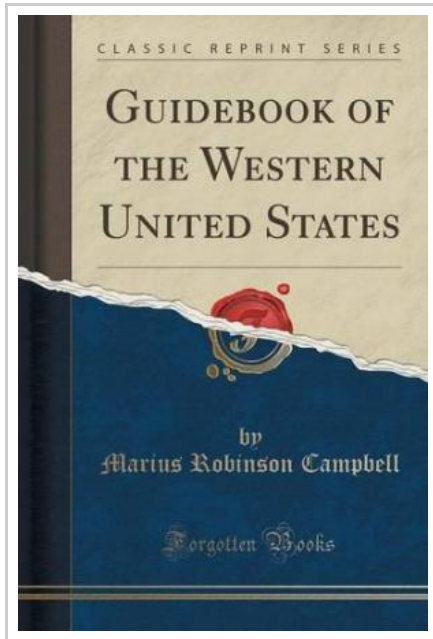 CLASSIC REPRINT SERIES
GUIDEBOOK OF
THE WESTERN
UNITED STATES
by
Marius Robinson Campbell
Forgotten Books